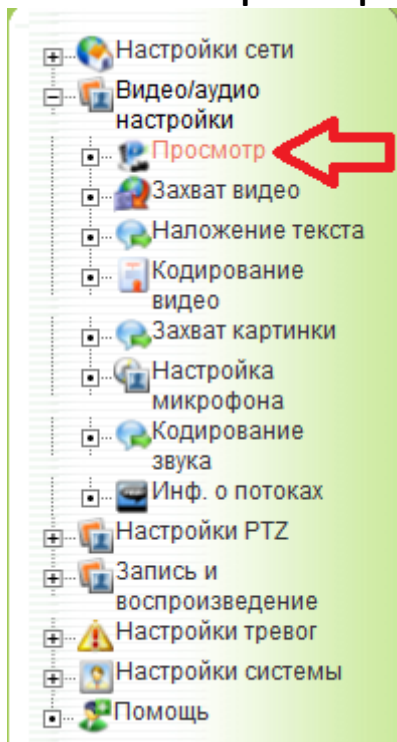 Настройки сети
Видео/аудио
настройки
Просмотр
Захват видео
Наложение текста
Кодирование
видео
Захват картинки
Настройка
микрофона
Кодирование
звука
Инф. о потоках
Настройки PTZ
Запись и
воспроизведение
Настройки тревог
Настройки системы
Помощь